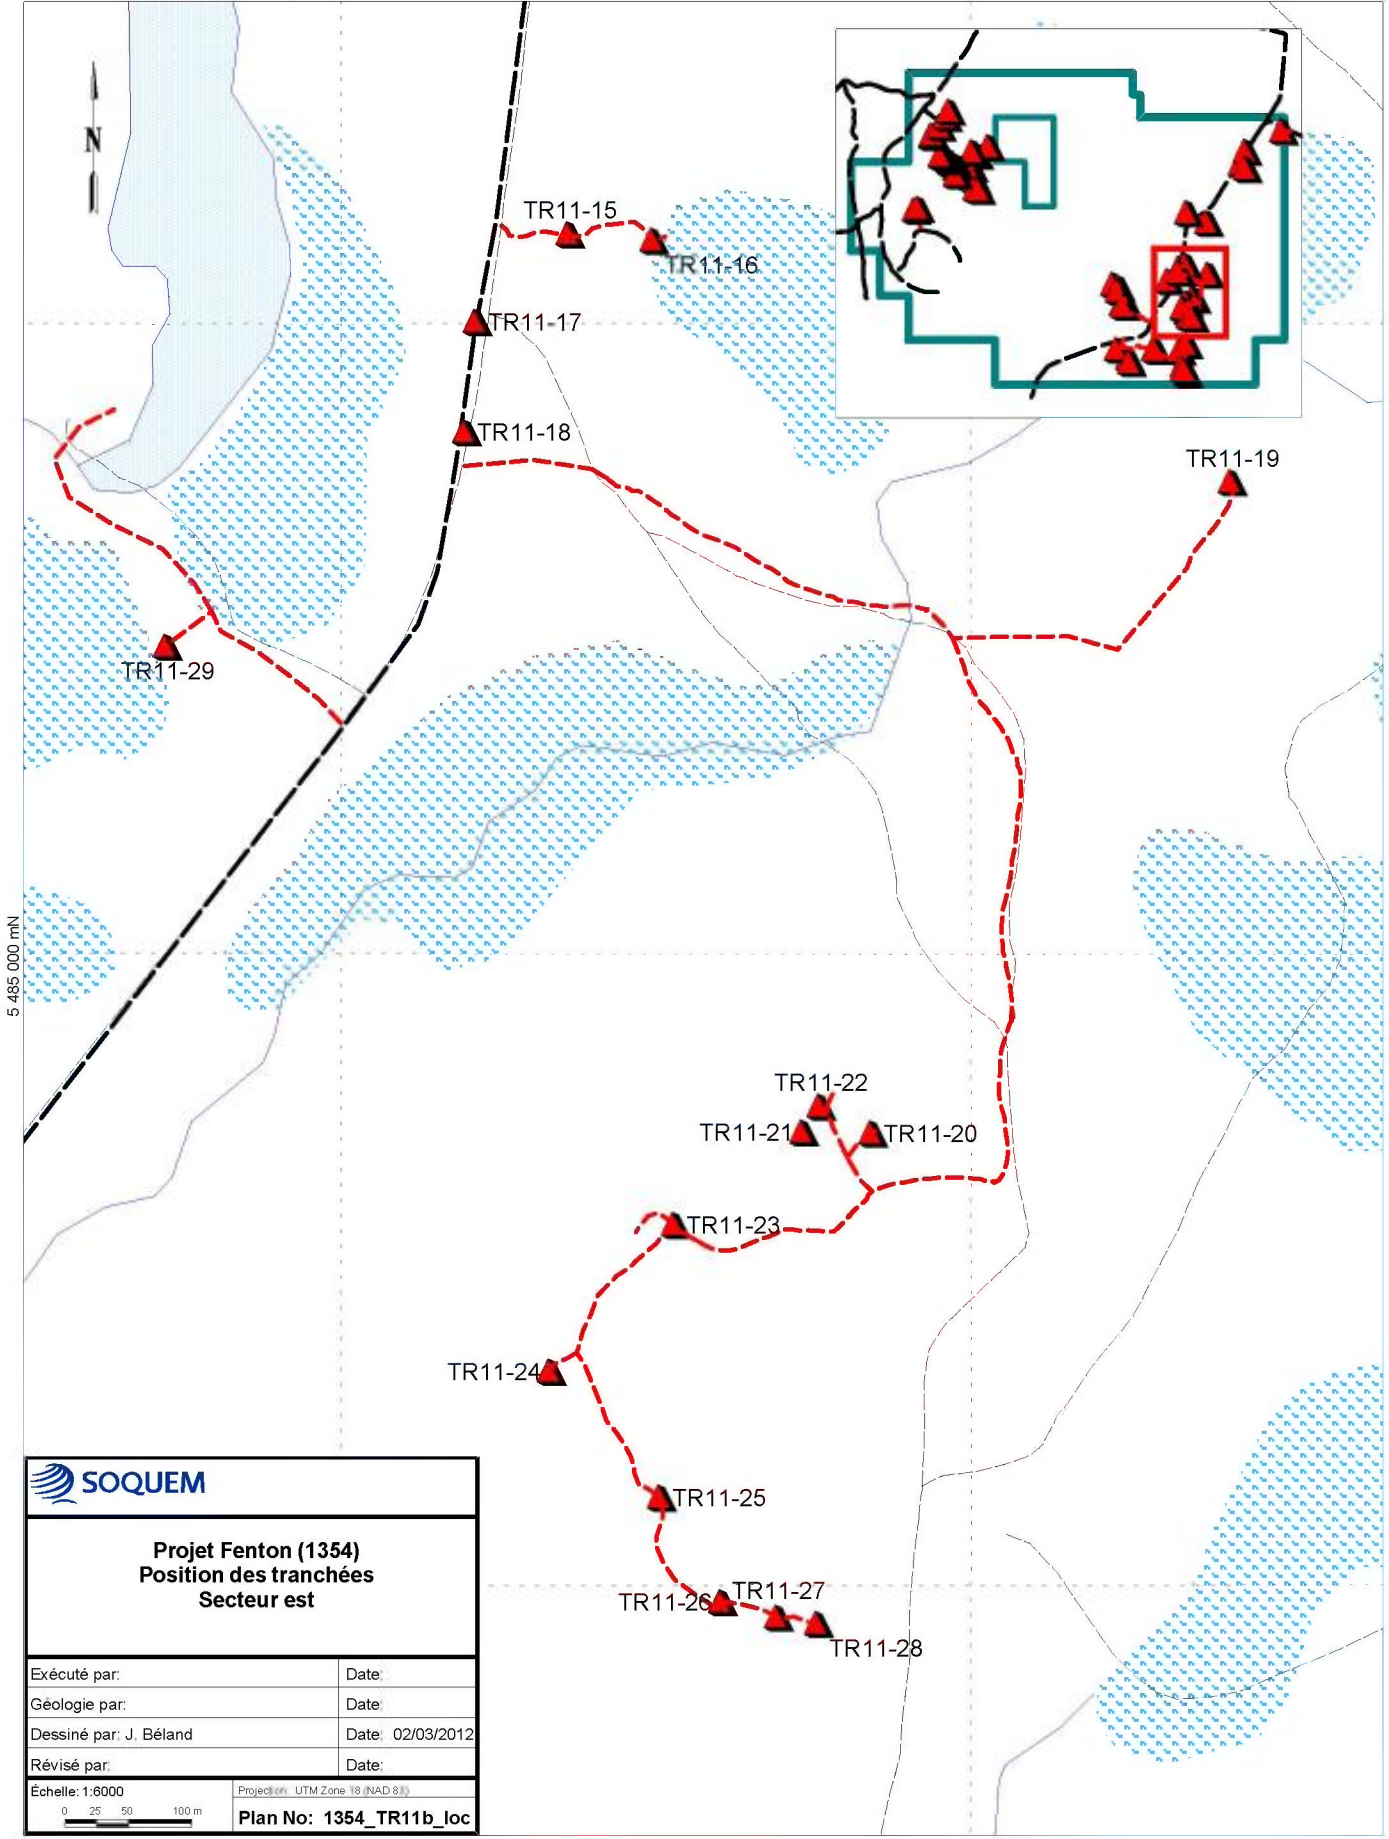 N
TR11-15
TR11-16
TR11-17
TR11-18
TR11-19
TR11-29
5 485 000 mN
TR11-22
TR11-21
TR11-20
TR11-23
TR11-24
TR11-25
TR11-26
TR11-27
TR11-28
SOQUEM
Projet Fenton (1354)
Position des tranchées
Secteur est
Exécuté par: Date:
Géologie par: Date:
Dessiné par: J. Béland Date: 02/03/2012
Révisé par: Date:
Échelle: 1:6000
0 25 50 100 m
Projection: UTM Zone 18 (NAD 83)
Plan No: 1354_TR11b_loc